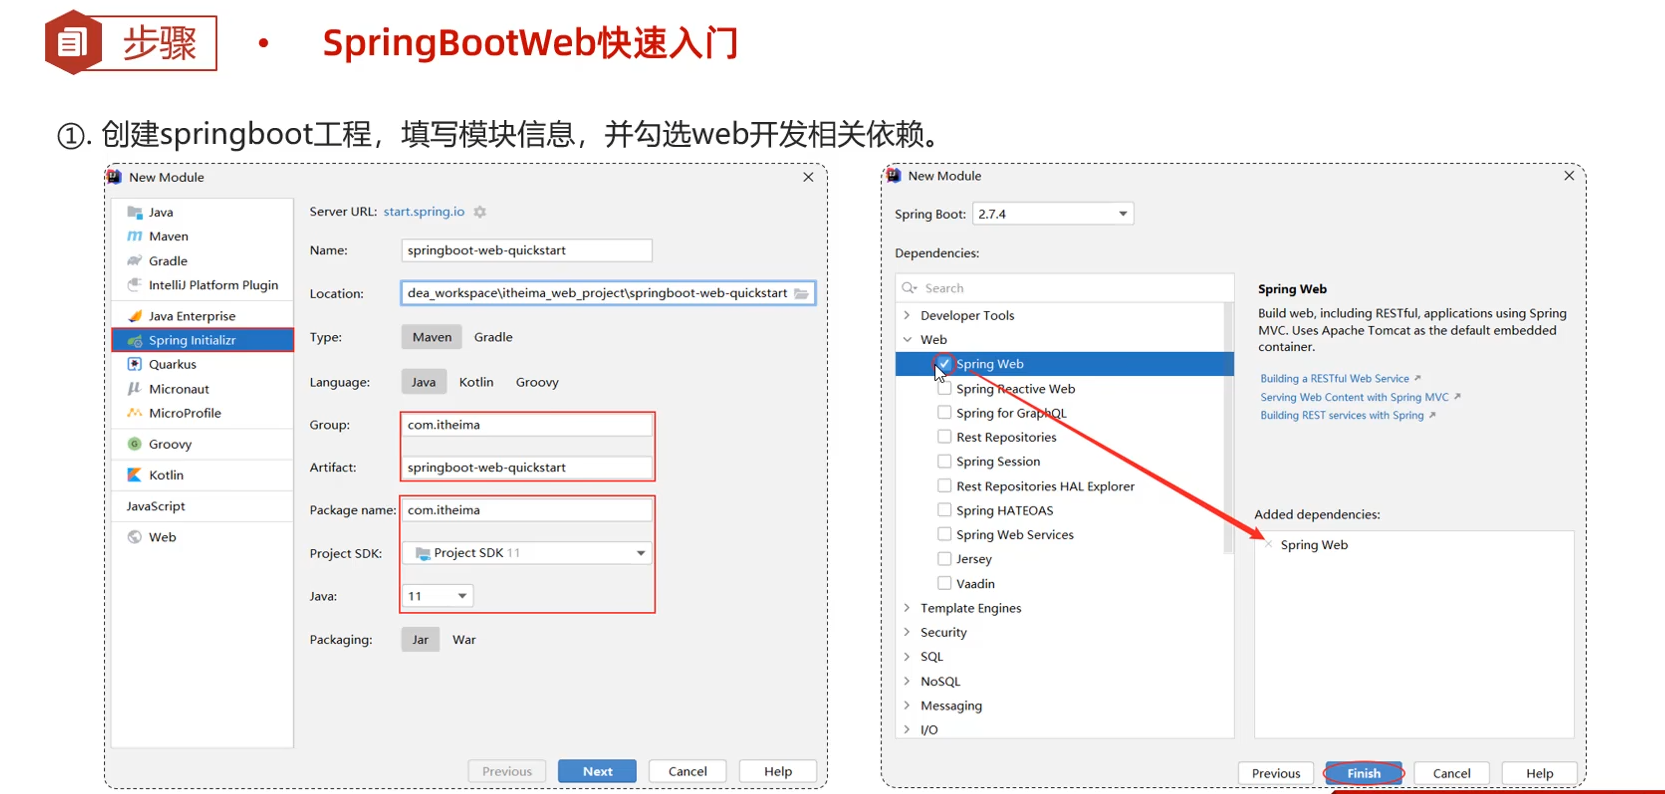 步骤
• SpringBootWeb快速入门
①. 创建springboot工程，填写模块信息，并勾选web开发相关依赖。
New Module
Java
Maven
Gradle
IntelliJ Platform Plugin
Java Enterprise
Spring Initializr
Quarkus
Micronaut
MicroProfile
Groovy
Kotlin
JavaScript
Web
Server URL: start.spring.io
Name: springboot-web-quickstart
Location: dea_workspace\itheima_web_project\springboot-web-quickstart
Type: Maven Gradle
Language: Java Kotlin Groovy
Group: com.itheima
Artifact: springboot-web-quickstart
Package name: com.itheima
Project SDK: Project SDK 11
Java: 11
Packaging: Jar War
Previous Next Cancel Help
New Module
Spring Boot: 2.7.4
Dependencies:
Search
Developer Tools
Web
Spring Web
Spring Reactive Web
Spring for GraphQL
Rest Repositories
Spring Session
Rest Repositories HAL Explorer
Spring HATEOAS
Spring Web Services
Jersey
Vaadin
Template Engines
Security
SQL
NoSQL
Messaging
I/O
Spring Web
Build web, including RESTful, applications using Spring
MVC. Uses Apache Tomcat as the default embedded
container.
Building a RESTful Web Service
Serving Web Content with Spring MVC
Building REST services with Spring
Added dependencies:
Spring Web
Previous Finish Cancel Help